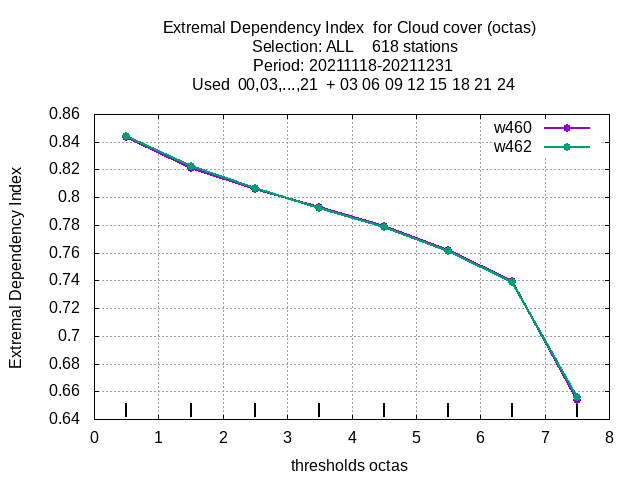 Extremal Dependency Index  for Cloud cover (octas)
Selection: ALL    618 stations
Period: 20211118-20211231
Used  00,03,...,21  + 03 06 09 12 15 18 21 24
w460
w462
0.86
0.84
0.82
0.8
0.78
0.76
0.74
0.72
0.7
0.68
0.66
0.64
Extremal Dependency Index
0 1 2 3 4 5 6 7 8
thresholds octas